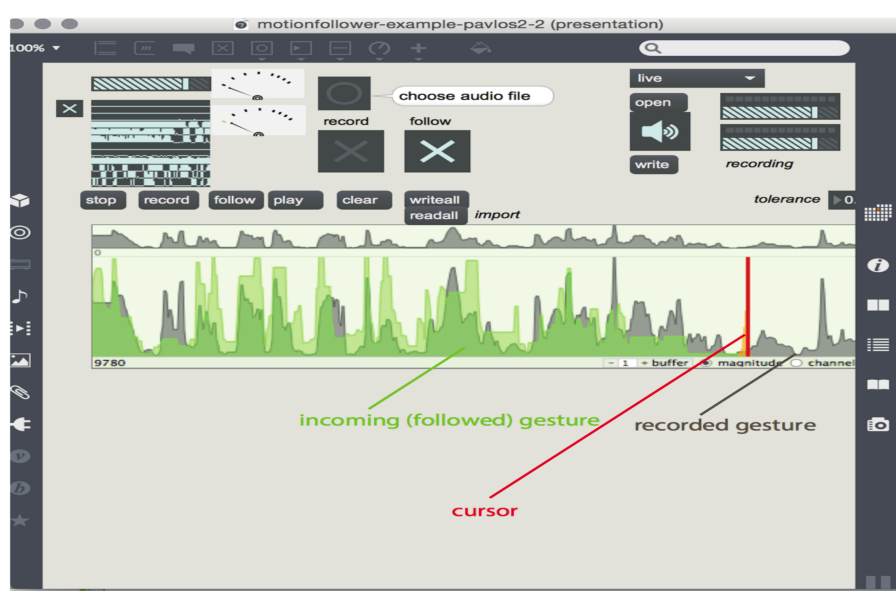 motionfollower-example-pavlos2-2 (presentation)
100%
live
choose audio file
open
record
follow
write
recording
stop
record
follow
play
clear
writeall
tolerance
0.
readall
import
0
9780
- 1 + buffer
magnitude
channel
incoming (followed) gesture
recorded gesture
cursor